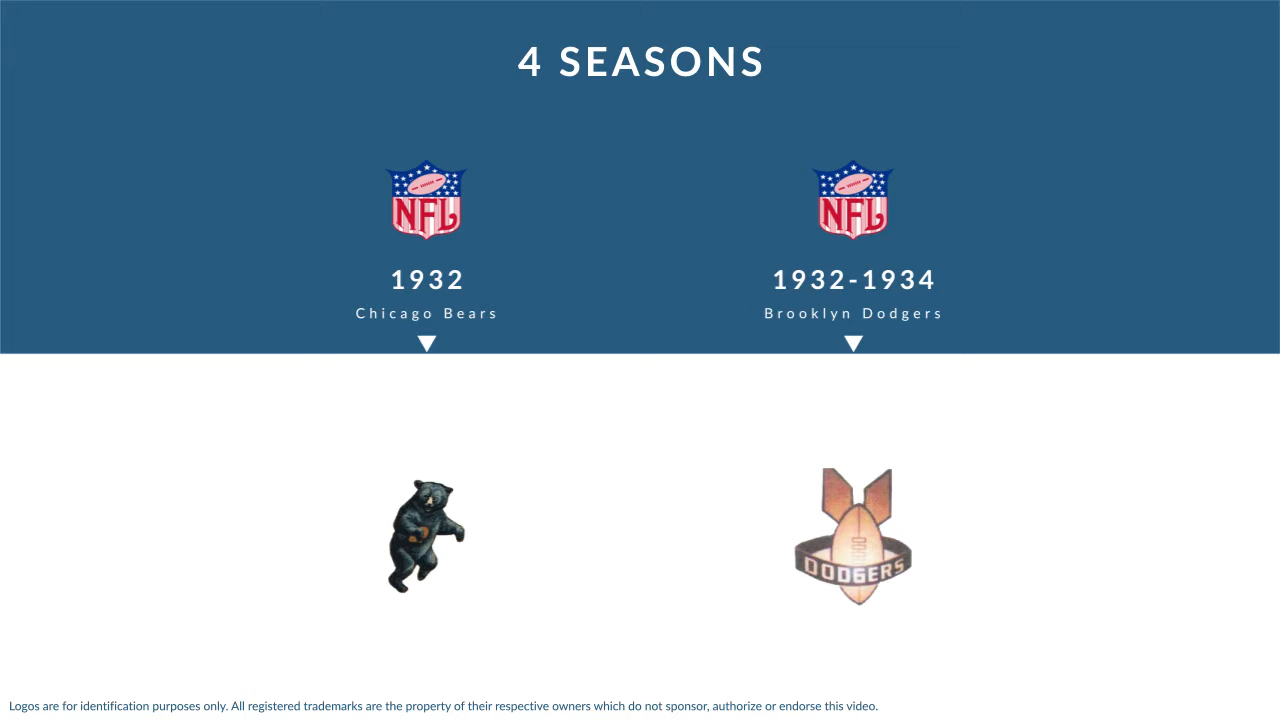 4 SEASONS
NFL
NFL
1932
1932-1934
Chicago Bears
Brooklyn Dodgers
DODGERS
Logos are for identification purposes only. All registered trademarks are the property of their respective owners which do not sponsor, authorize or endorse this video.